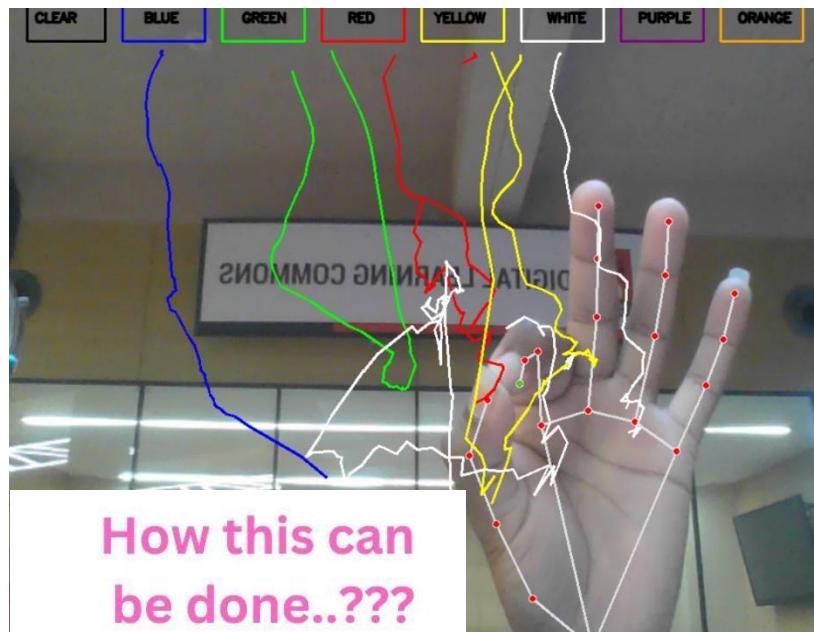 CLEAR BLUE GREEN RED YELLOW WHITE PURPLE ORANGE
DIGITAL LEARNING COMMONS
How this can
be done..???